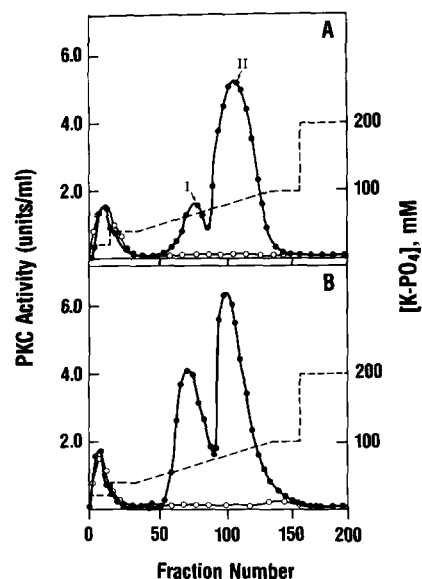 A
6.0
4.0
2.0
I
II
200
100
B
6.0
4.0
2.0
200
100
0
50
100
150
200
PKC Activity (units/ml)
[K-PO₄], mM
Fraction Number